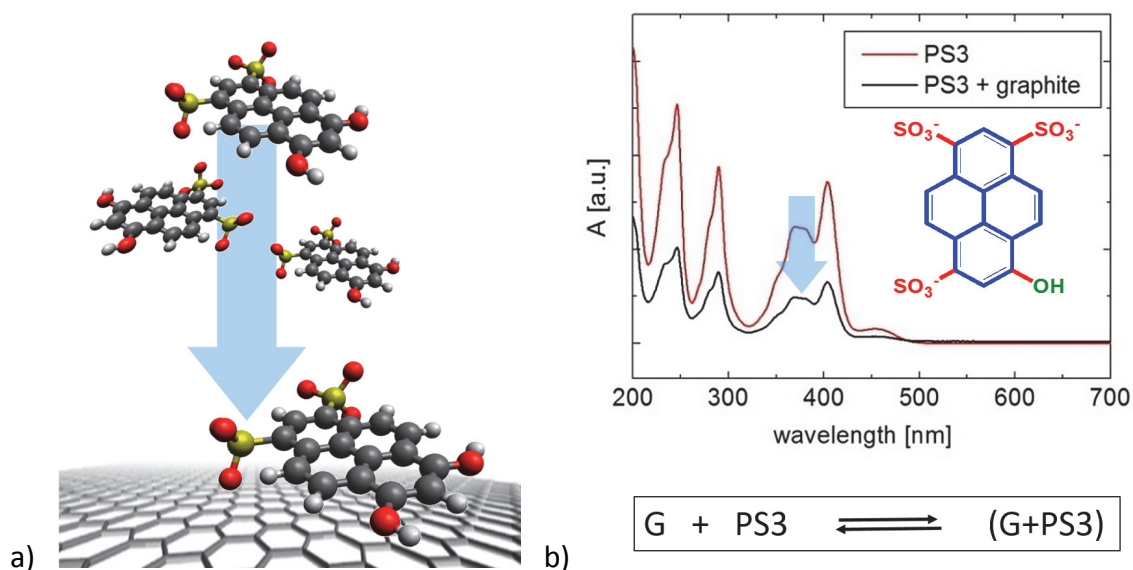 a)
PS3
PS3 + graphite
SO3- SO3-
SO3- OH
A [a.u.]
200 300 400 500 600 700
wavelength [nm]
b)
G + PS3 ⇌ (G+PS3)